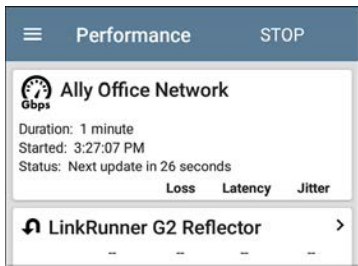 Performance STOP
Gbps Ally Office Network
Duration: 1 minute
Started: 3:27:07 PM
Status: Next update in 26 seconds
Loss Latency Jitter
LinkRunner G2 Reflector >
-- -- -- --